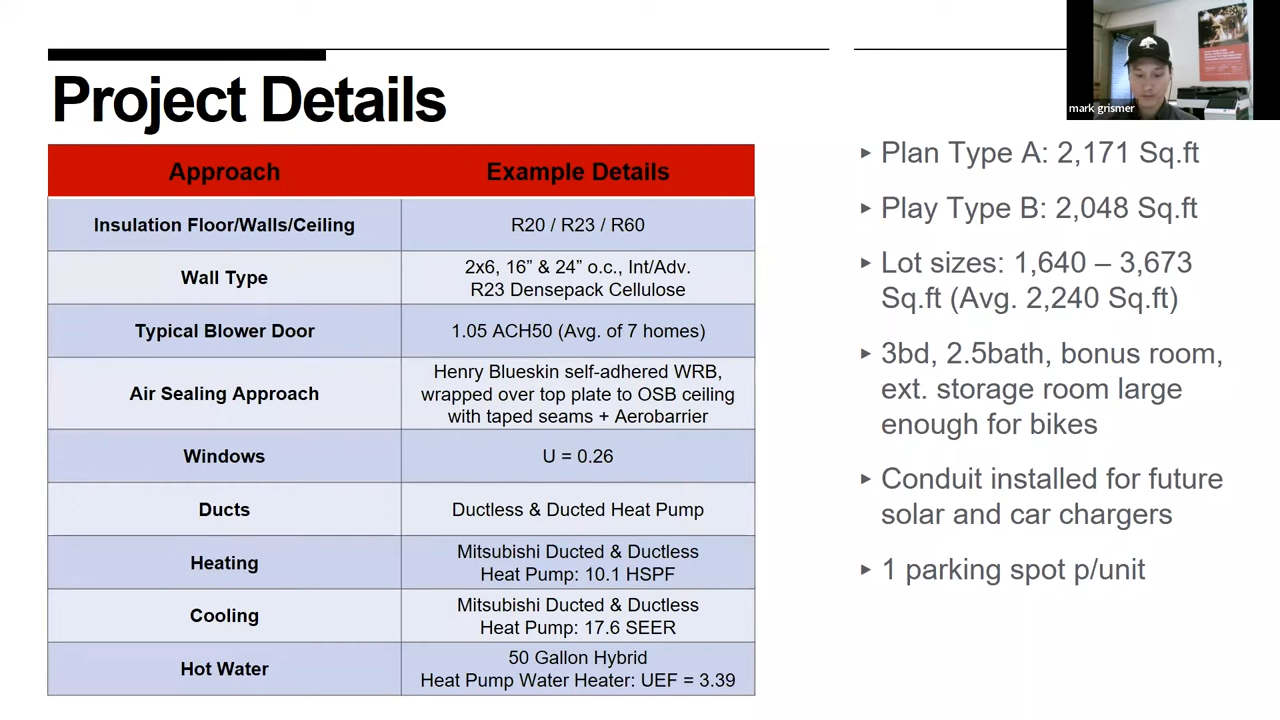 Project Details
Approach
Example Details
Insulation Floor/Walls/Ceiling
R20 / R23 / R60
Wall Type
2x6, 16” & 24” o.c., Int/Adv.
R23 Densepack Cellulose
Typical Blower Door
1.05 ACH50 (Avg. of 7 homes)
Air Sealing Approach
Henry Blueskin self-adhered WRB,
wrapped over top plate to OSB ceiling
with taped seams + Aerobarrier
Windows
U = 0.26
Ducts
Ductless & Ducted Heat Pump
Heating
Mitsubishi Ducted & Ductless
Heat Pump: 10.1 HSPF
Cooling
Mitsubishi Ducted & Ductless
Heat Pump: 17.6 SEER
Hot Water
50 Gallon Hybrid
Heat Pump Water Heater: UEF = 3.39
mark grismer
Plan Type A: 2,171 Sq.ft
Play Type B: 2,048 Sq.ft
Lot sizes: 1,640 – 3,673
Sq.ft (Avg. 2,240 Sq.ft)
3bd, 2.5bath, bonus room,
ext. storage room large
enough for bikes
Conduit installed for future
solar and car chargers
1 parking spot p/unit